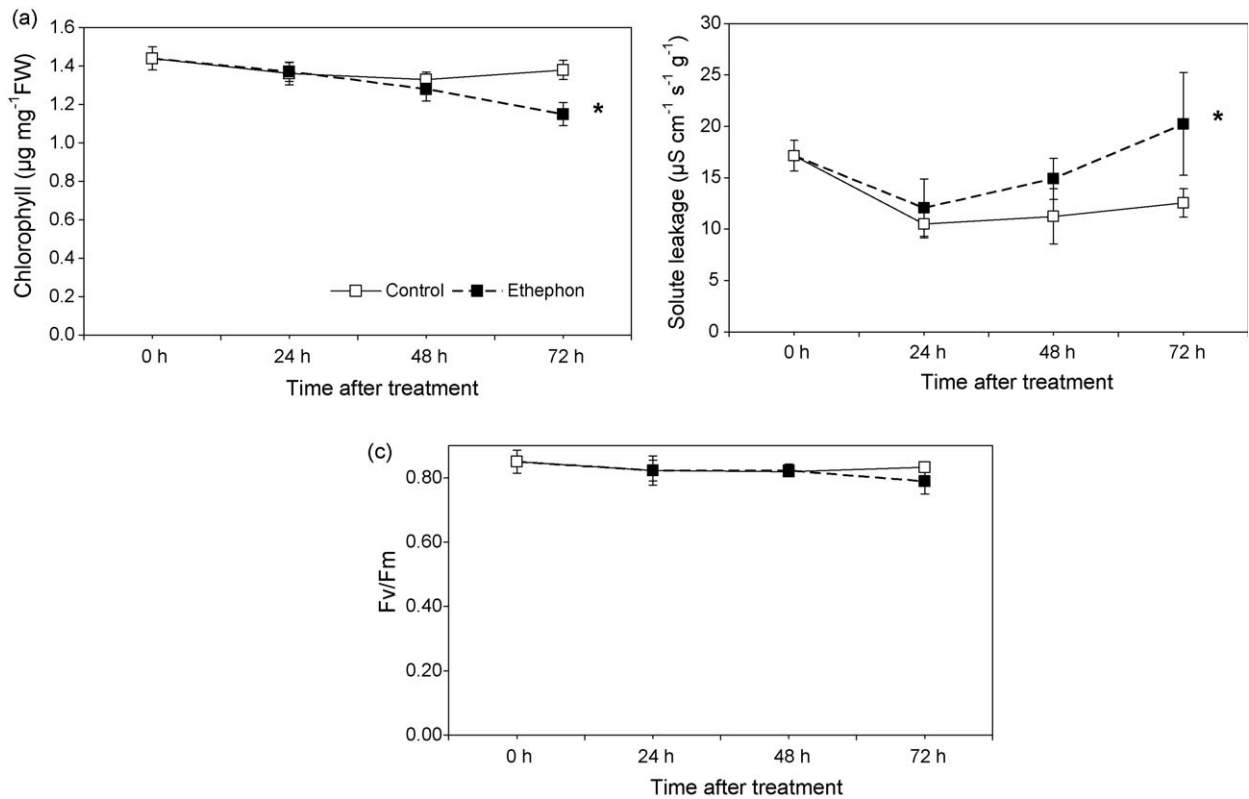 (a)
Chlorophyll (µg mg⁻¹FW)
1.6
1.4
1.2
1.0
0.8
0.6
0.4
0.2
0.0
Control
Ethephon
*
0 h
24 h
48 h
72 h
Time after treatment
Solute leakage (µS cm⁻¹ s⁻¹ g⁻¹)
30
25
20
15
10
5
0
*
0 h
24 h
48 h
72 h
Time after treatment
(c)
Fv/Fm
0.80
0.60
0.40
0.20
0.00
0 h
24 h
48 h
72 h
Time after treatment